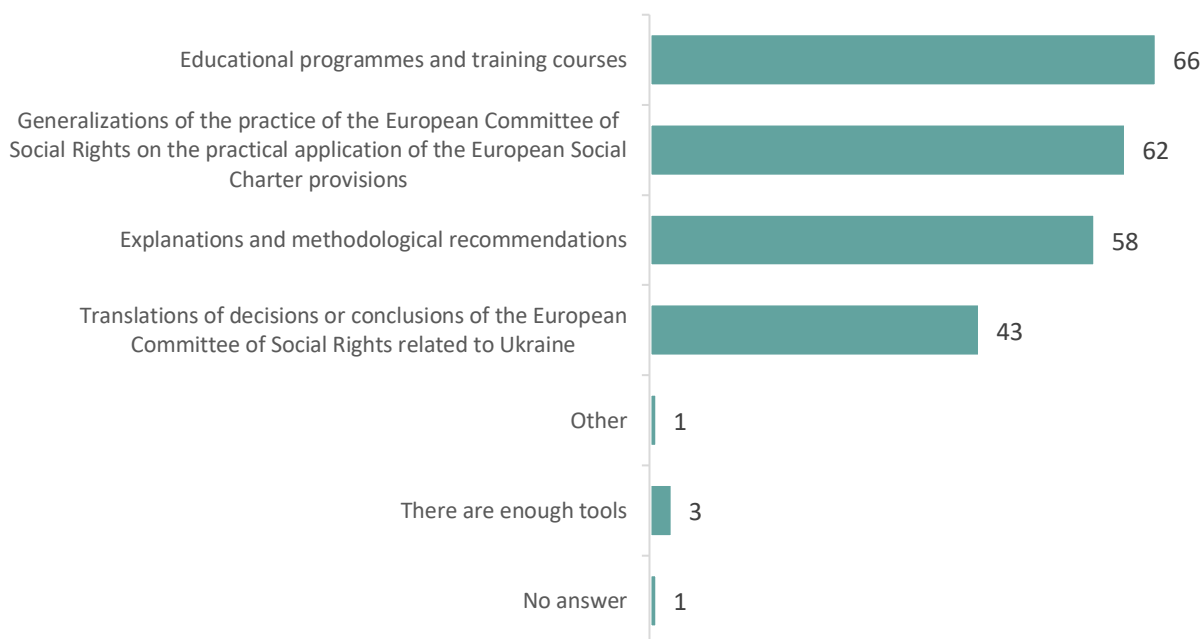 Educational programmes and training courses
66
Generalizations of the practice of the European Committee of
Social Rights on the practical application of the European Social
Charter provisions
62
Explanations and methodological recommendations
58
Translations of decisions or conclusions of the European
Committee of Social Rights related to Ukraine
43
Other
1
There are enough tools
3
No answer
1